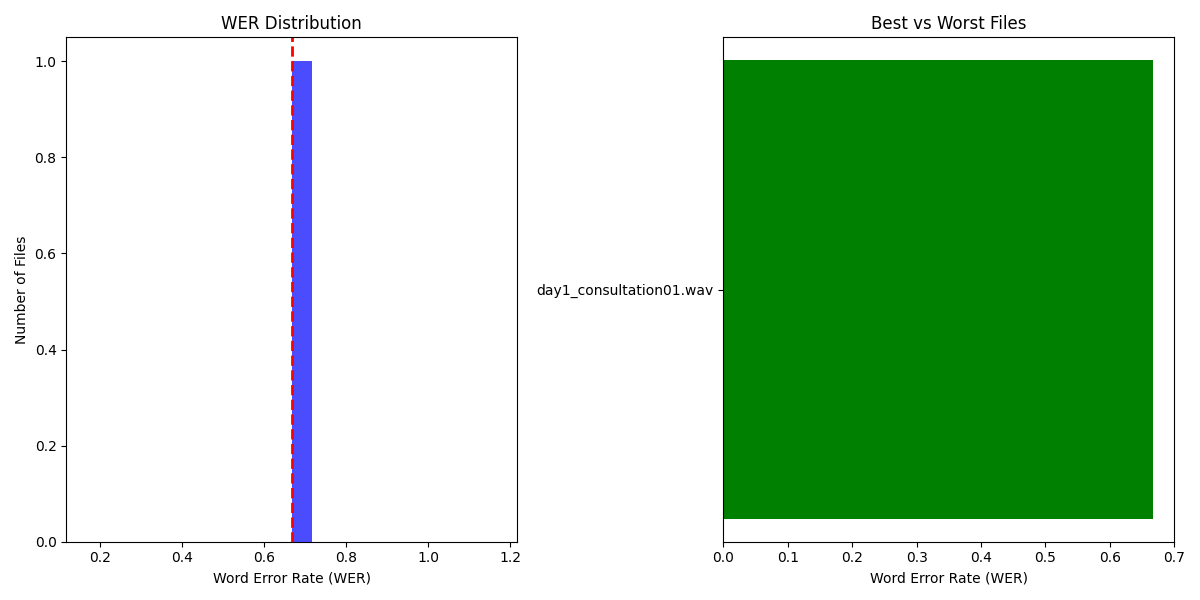 WER Distribution
Number of Files
1.0
0.8
0.6
0.4
0.2
0.0
0.2 0.4 0.6 0.8 1.0 1.2
Word Error Rate (WER)
Best vs Worst Files
day1_consultation01.wav
0.0 0.1 0.2 0.3 0.4 0.5 0.6 0.7
Word Error Rate (WER)